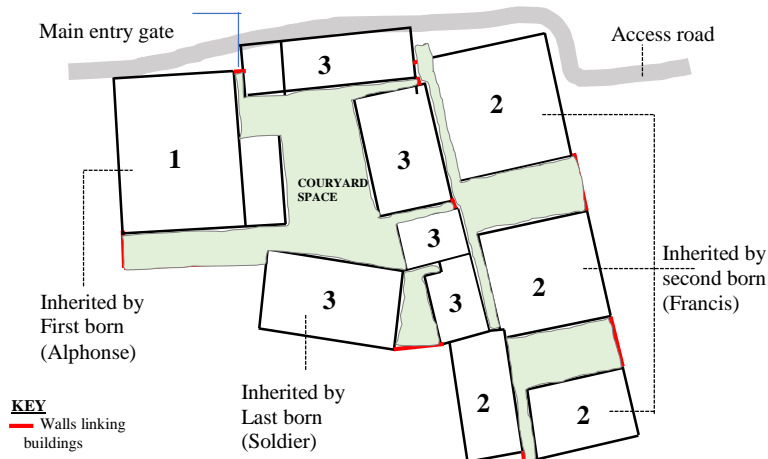 Main entry gate
Access road
3
2
1
3
COURYARD
SPACE
3
3
3
2
Inherited by
First born
(Alphonse)
Inherited by
second born
(Francis)
Inherited by
Last born
(Soldier)
2
2
KEY
Walls linking
buildings